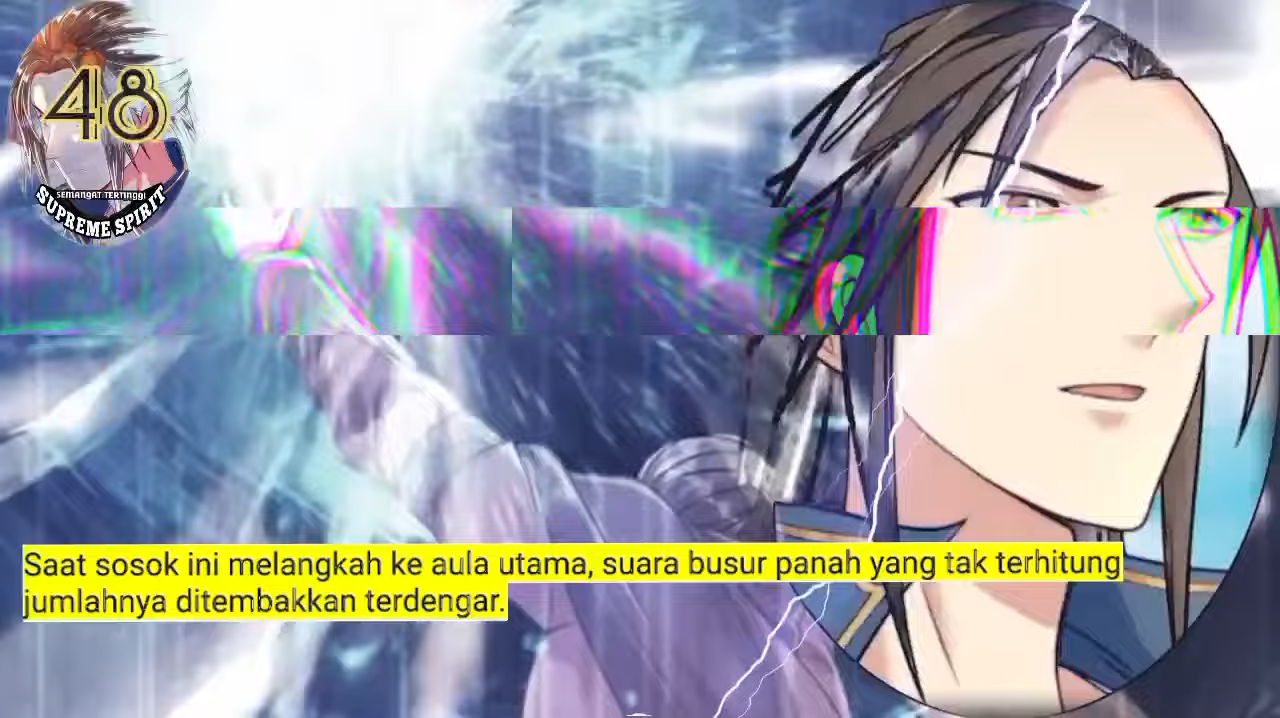 48
SEMANGAT TERTINGGI
SUPREME SPIRIT
Saat sosok ini melangkah ke aula utama, suara busur panah yang tak terhitung
jumlahnya ditembakkan terdengar.